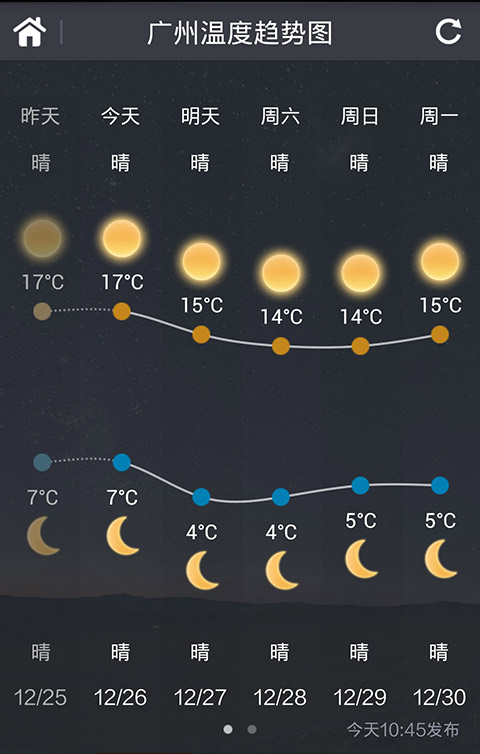 广州温度趋势图
昨天 今天 明天 周六 周日 周一
晴 晴 晴 晴 晴 晴
17°C 17°C 15°C 14°C 14°C 15°C
7°C 7°C 4°C 4°C 5°C 5°C
晴 晴 晴 晴 晴 晴
12/25 12/26 12/27 12/28 12/29 12/30
今天10:45发布